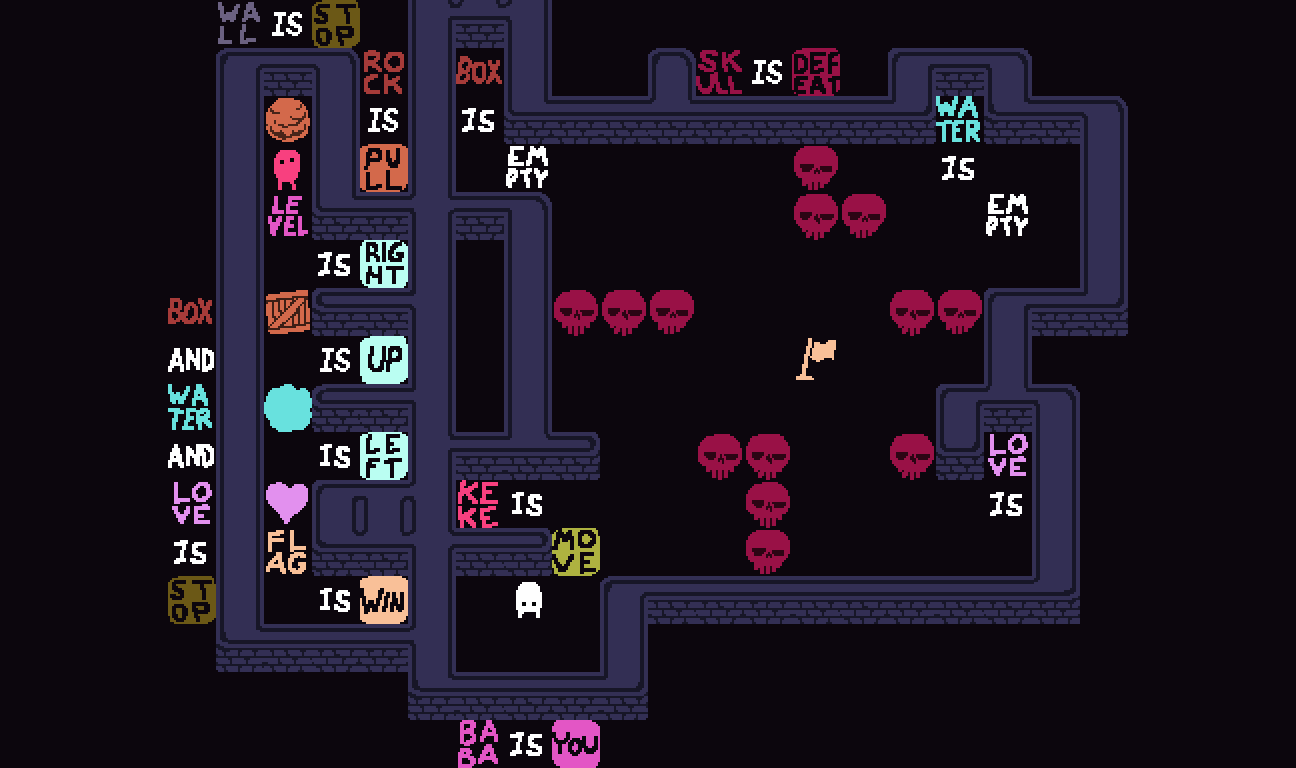 WALL IS STOP
ROCK BOX SKULL IS DEFEAT
IS IS WATER
PULL EMPTY IS
LEVEL EMPTY
IS RIGHT
BOX
AND IS UP
WATER
AND IS LEFT LOVE
LOVE KEKE IS IS
IS FLAG MOVE
STOP IS WIN
BABA IS YOU